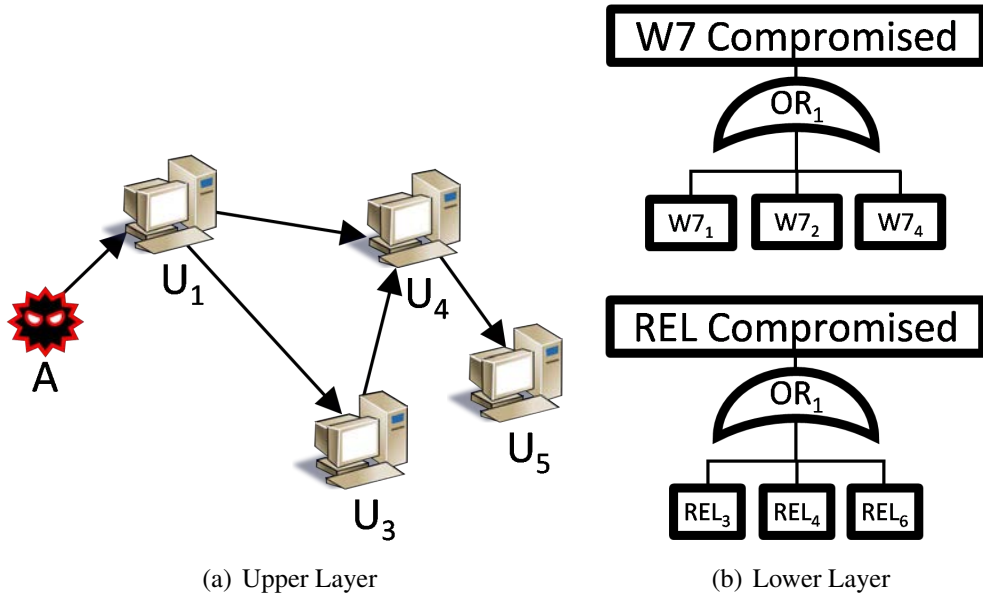 A
U₁
U₄
U₃
U₅
(a) Upper Layer
W7 Compromised
OR₁
W7₁ W7₂ W7₄
REL Compromised
OR₁
REL₃ REL₄ REL₆
(b) Lower Layer